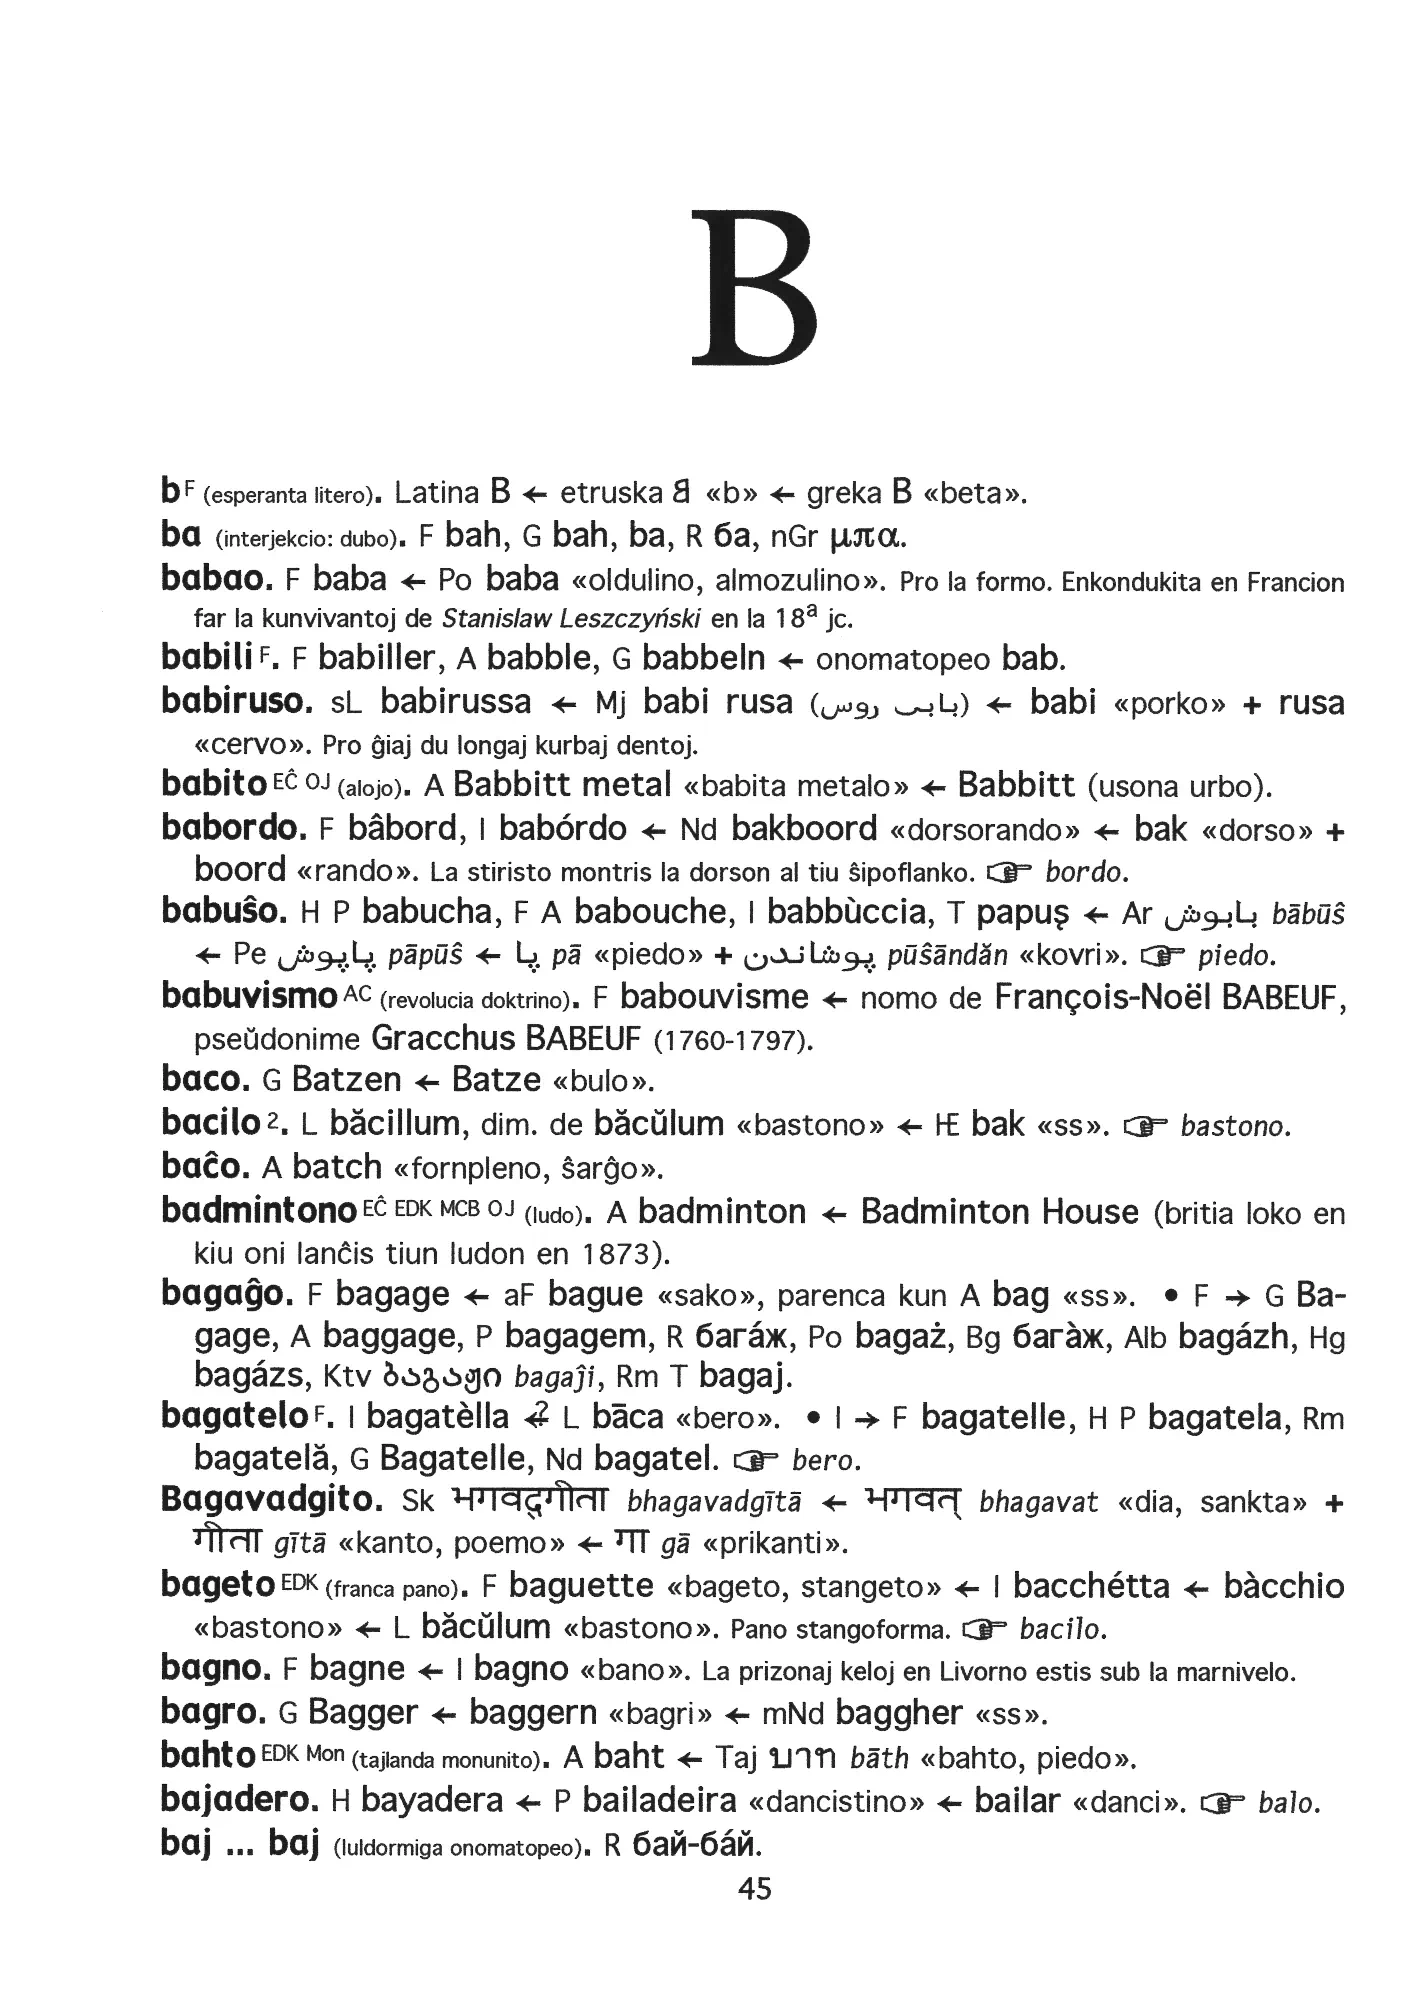 B
b F (esperanta litero). Latina B ← etruska 𐌁 «b» ← greka B «beta».
ba (interjekcio: dubo). F bah, G bah, ba, R ба, nGr μπα.
babao. F baba ← Po baba «oldulino, almozulino». Pro la formo. Enkondukita en Francion
far la kunvivantoj de Stanislaw Leszczyński en la 18ª jc.
babili F. F babiller, A babble, G babbeln ← onomatopeo bab.
babiruso. sL babirussa ← Mj babi rusa (بابى روس) ← babi «porko» + rusa
«cervo». Pro ĝiaj du longaj kurbaj dentoj.
babito EĈ OJ (alojo). A Babbitt metal «babita metalo» ← Babbitt (usona urbo).
babordo. F bâbord, I babórdo ← Nd bakboord «dorsorando» ← bak «dorso» +
boord «rando». La stiristo montris la dorson al tiu ŝipoflanko. ☞ bordo.
babuŝo. H P babucha, F A babouche, I babbùccia, T papuş ← Ar بابوش bābūŝ
← Pe پاپوش pāpūŝ ← پا pā «piedo» + پوشاندن pūŝāndăn «kovri». ☞ piedo.
babuvismo AC (revolucia doktrino). F babouvisme ← nomo de François-Noël BABEUF,
pseŭdonime Gracchus BABEUF (1760-1797).
baco. G Batzen ← Batze «bulo».
bacilo 2. L băcillum, dim. de băcŭlum «bastono» ← IE bak «ss». ☞ bastono.
baĉo. A batch «fornpleno, ŝarĝo».
badmintono EĈ EDK MCB OJ (ludo). A badminton ← Badminton House (britia loko en
kiu oni lanĉis tiun ludon en 1873).
bagaĝo. F bagage ← aF bague «sako», parenca kun A bag «ss». • F → G Ba-
gage, A baggage, P bagagem, R багáж, Po bagaż, Bg багàж, Alb bagázh, Hg
bagázs, Ktv ბაგაჟი bagaĵi, Rm T bagaj.
bagatelo F. I bagatèlla ←? L bāca «bero». • I → F bagatelle, H P bagatela, Rm
bagatelă, G Bagatelle, Nd bagatel. ☞ bero.
Bagavadgito. Sk भगवद्गीता bhagavadgītā ← भगवत् bhagavat «dia, sankta» +
गीता gītā «kanto, poemo» ← गा gā «prikanti».
bageto EDK (franca pano). F baguette «bageto, stangeto» ← I bacchétta ← bàcchio
«bastono» ← L băcŭlum «bastono». Pano stangoforma. ☞ bacilo.
bagno. F bagne ← I bagno «bano». La prizonaj keloj en Livorno estis sub la marnivelo.
bagro. G Bagger ← baggern «bagri» ← mNd baggher «ss».
bahto EDK Mon (tajlanda monunito). A baht ← Taj บาท bāth «bahto, piedo».
bajadero. H bayadera ← P bailadeira «dancistino» ← bailar «danci». ☞ balo.
baj ... baj (luldormiga onomatopeo). R бай-бáй.
45